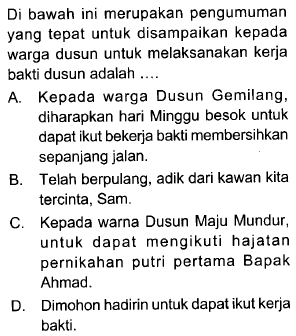 Di bawah ini merupakan pengumuman
yang tepat untuk disampaikan kepada
warga dusun untuk melaksanakan kerja
bakti dusun adalah ....
A. Kepada warga Dusun Gemilang,
diharapkan hari Minggu besok untuk
dapat ikut bekerja bakti membersihkan
sepanjang jalan.
B. Telah berpulang, adik dari kawan kita
tercinta, Sam.
C. Kepada warna Dusun Maju Mundur,
untuk dapat mengikuti hajatan
pernikahan putri pertama Bapak
Ahmad.
D. Dimohon hadirin untuk dapat ikut kerja
bakti.